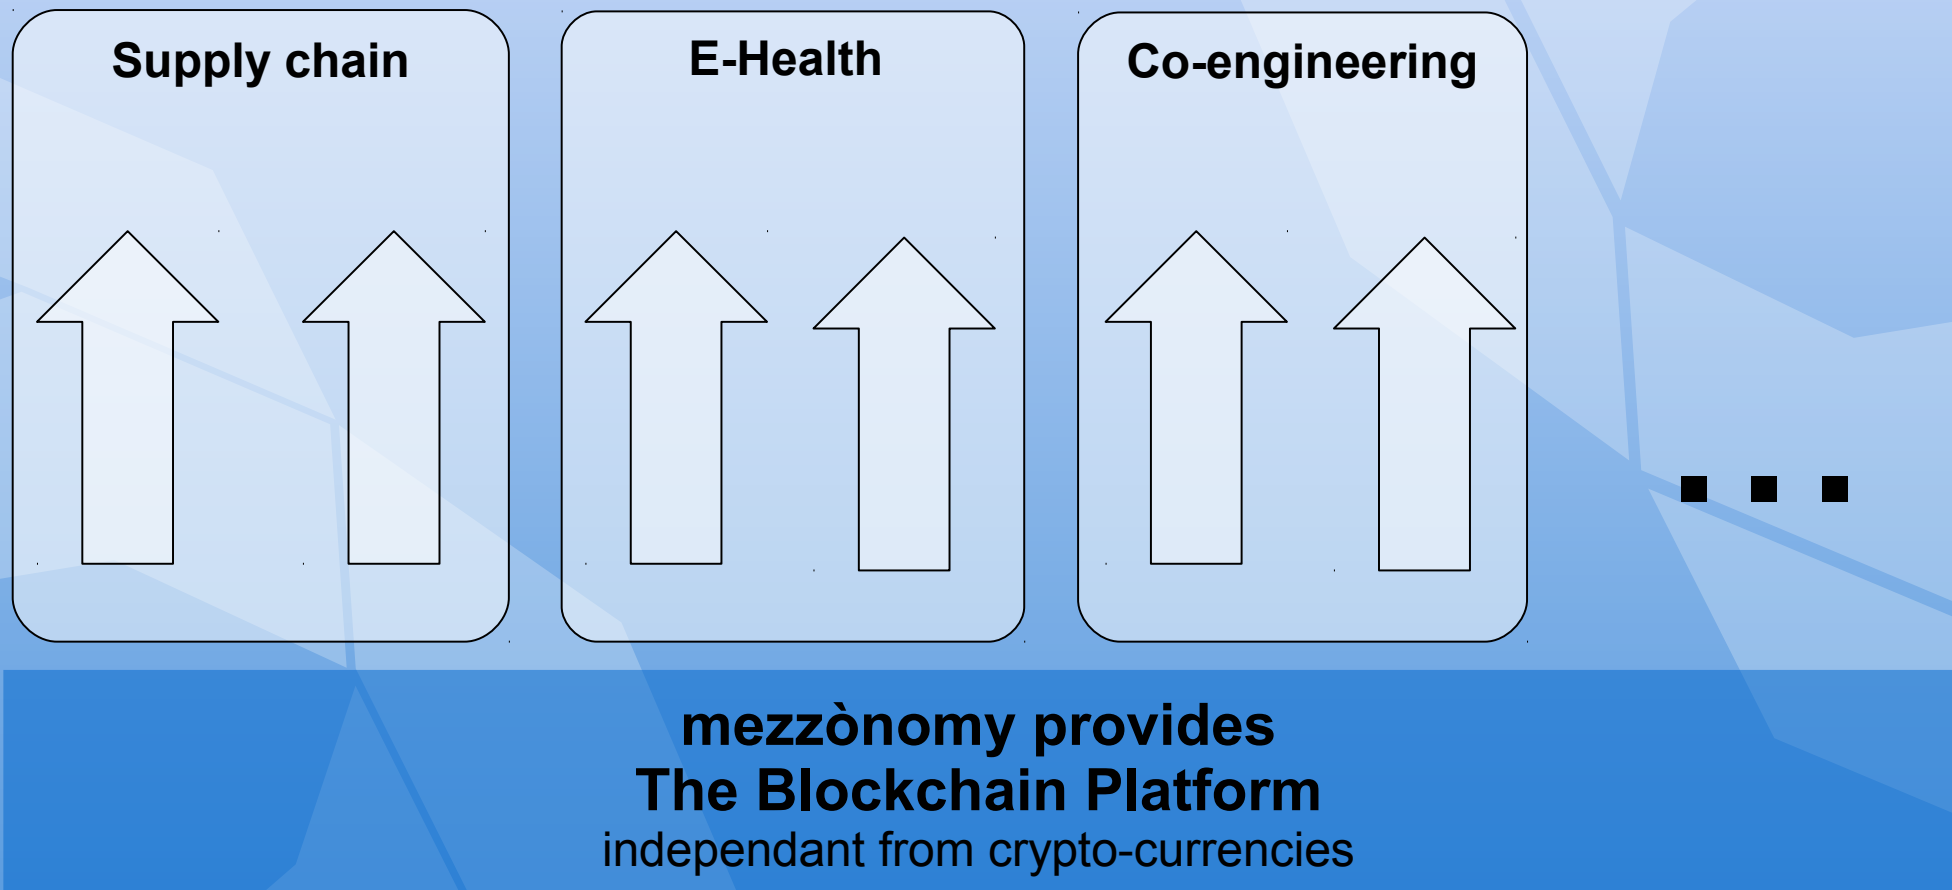 Supply chain
E-Health
Co-engineering
...
mezzònomy provides
The Blockchain Platform
independant from crypto-currencies